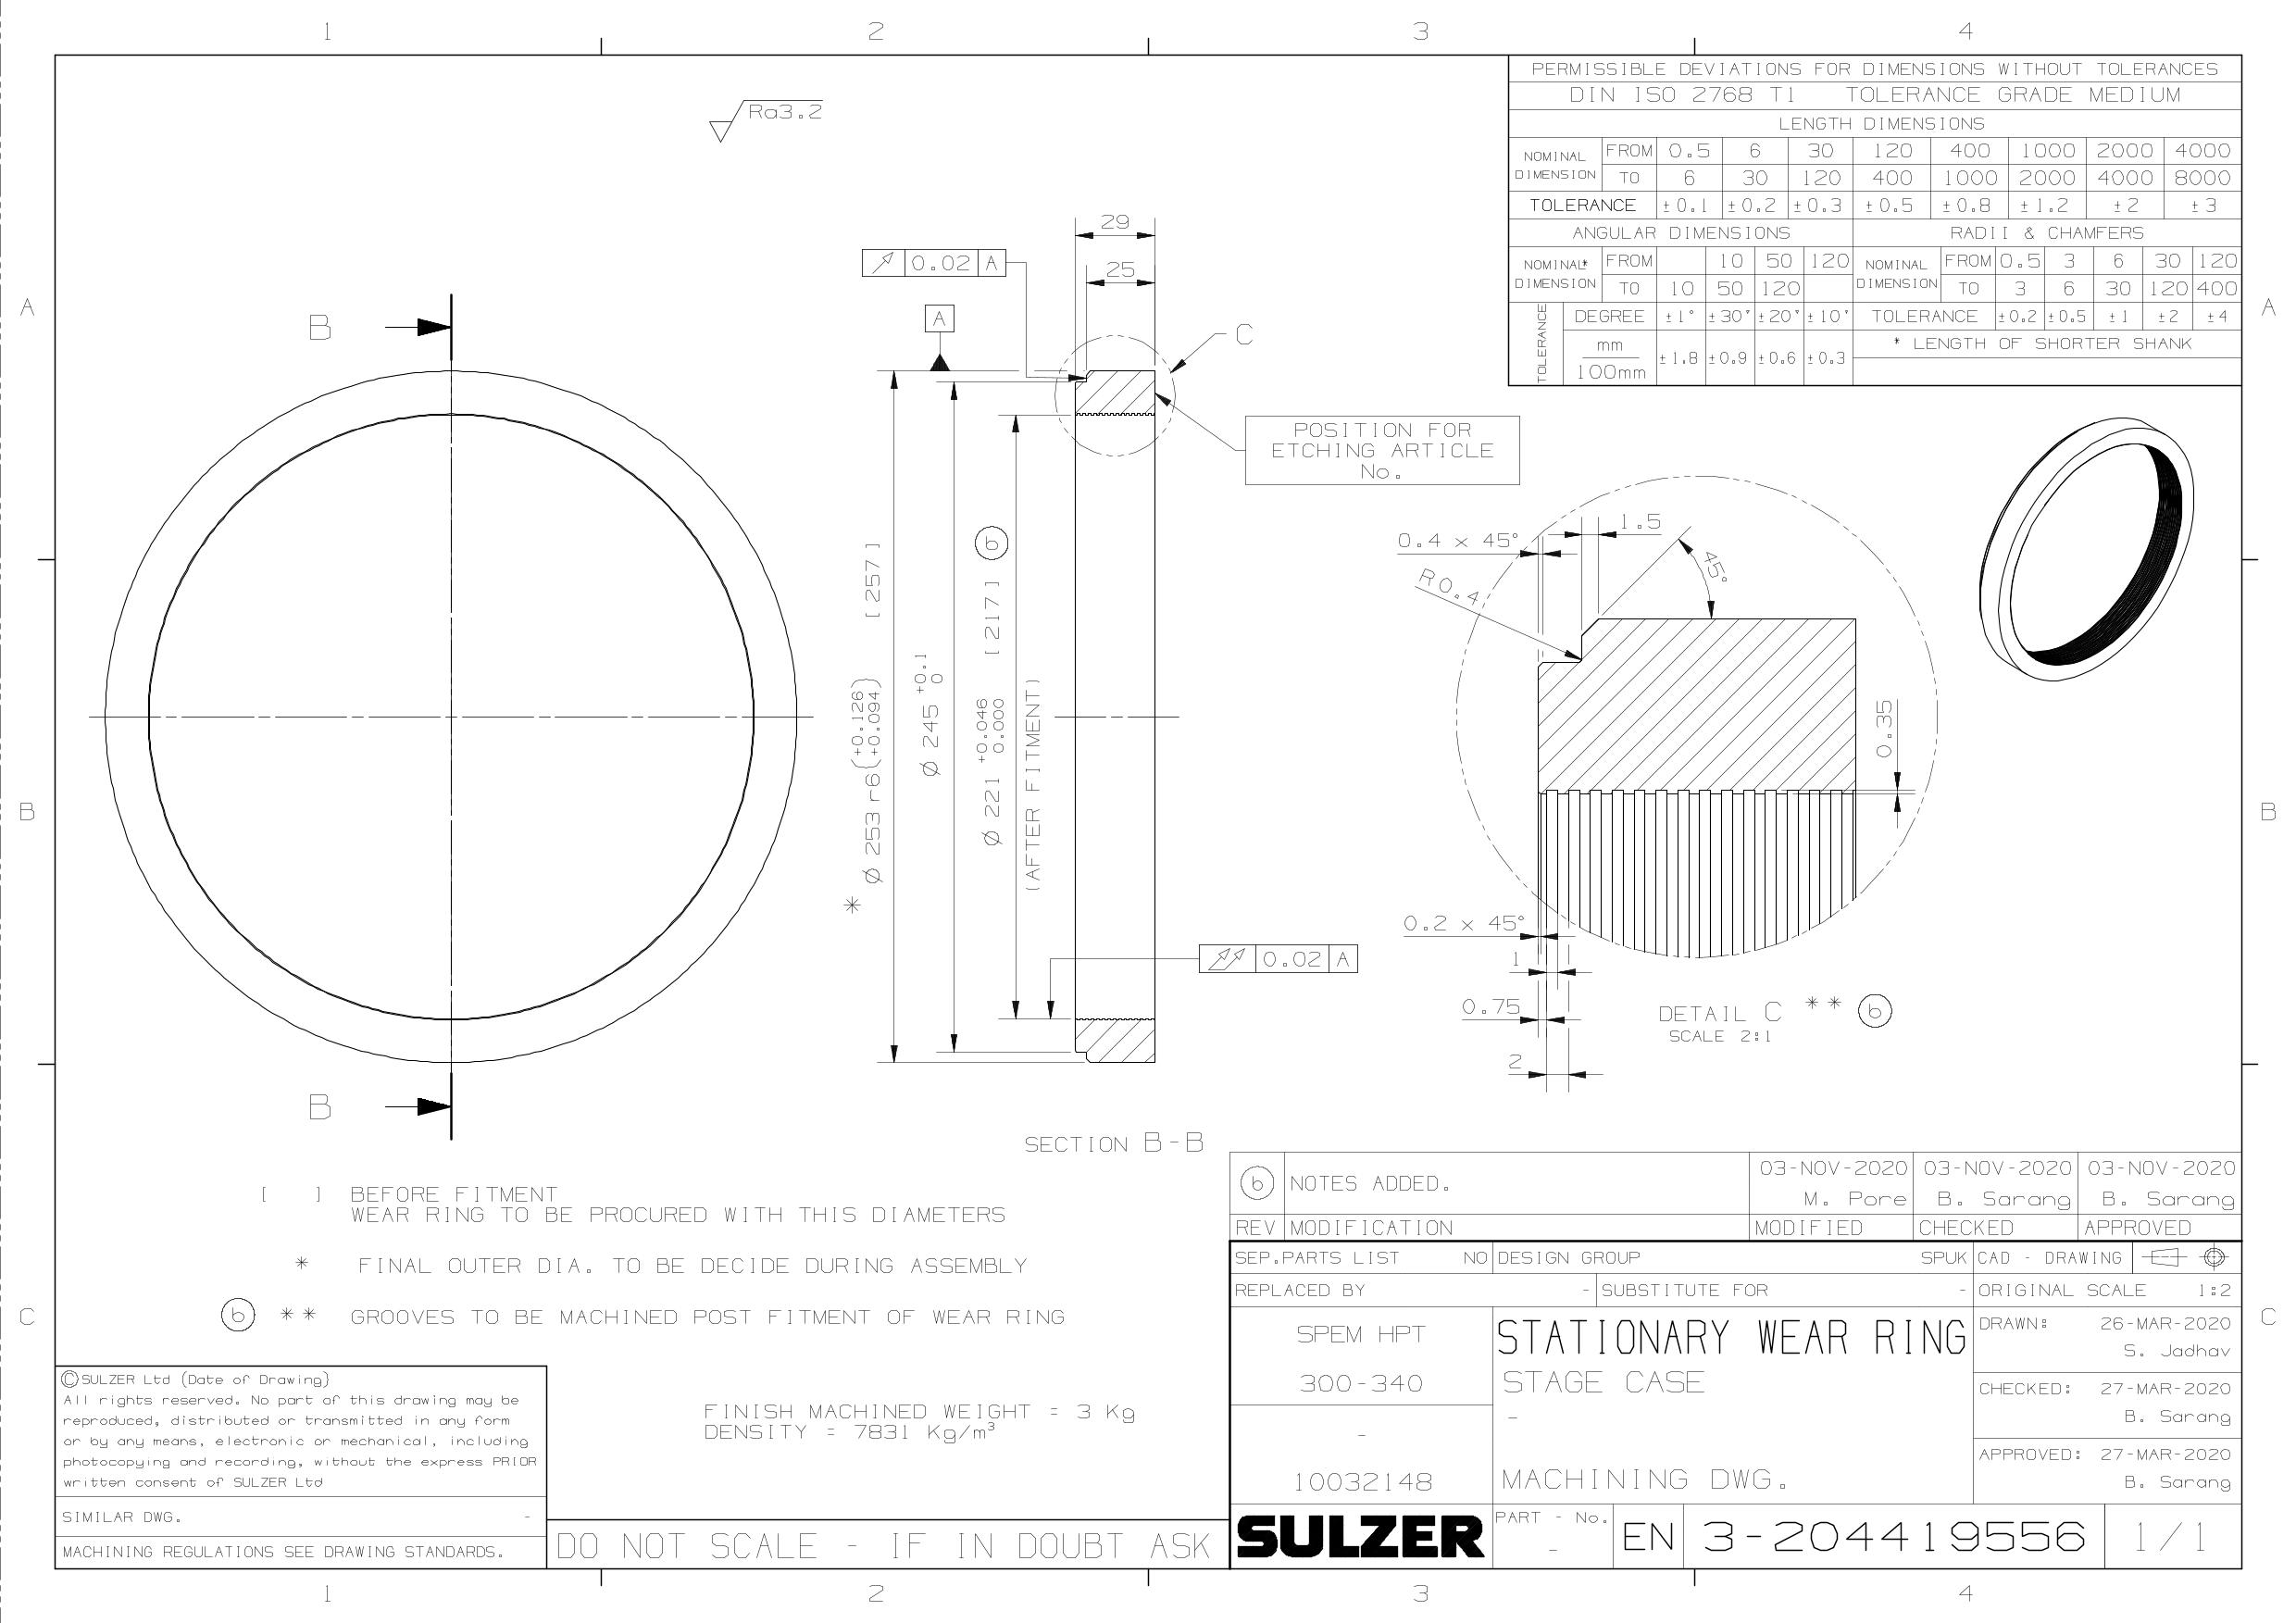 1 2 3 4
PERMISSIBLE DEVIATIONS FOR DIMENSIONS WITHOUT TOLERANCES
DIN ISO 2768 T1 TOLERANCE GRADE MEDIUM
LENGTH DIMENSIONS
NOMINAL DIMENSION FROM 0.5 6 30 120 400 1000 2000 4000
TO 6 30 120 400 1000 2000 4000 8000
TOLERANCE ±0.1 ±0.2 ±0.3 ±0.5 ±0.8 ±1.2 ±2 ±3
ANGULAR DIMENSIONS RADII & CHAMFERS
NOMINAL* DIMENSION FROM 10 50 120 NOMINAL DIMENSION FROM 0.5 3 6 30 120
TO 10 50 120 TO 3 6 30 120 400
TOLERANCE DEGREE ±1° ±30' ±20' ±10' TOLERANCE ±0.2 ±0.5 ±1 ±2 ±4
mm
100mm
±1.8 ±0.9 ±0.6 ±0.3
* LENGTH OF SHORTER SHANK
Ra3.2
A
A
B
B
C
C
B
B
29
25
0.02 A
A
C
POSITION FOR
ETCHING ARTICLE
No.
* Ø 253 r6(+0.126 +0.094) [257]
Ø 245 +0.1 0
Ø 221 +0.046 0.000 [217] b
(AFTER FITMENT)
0.02 A
SECTION B-B
1.5
0.4 x 45°
45°
R0.4
0.35
0.2 x 45°
1
0.75
2
DETAIL C ** b
SCALE 2:1
[ ] BEFORE FITMENT
WEAR RING TO BE PROCURED WITH THIS DIAMETERS
* FINAL OUTER DIA. TO BE DECIDE DURING ASSEMBLY
b ** GROOVES TO BE MACHINED POST FITMENT OF WEAR RING
FINISH MACHINED WEIGHT = 3 Kg
DENSITY = 7831 Kg/m³
©SULZER Ltd (Date of Drawing)
All rights reserved. No part of this drawing may be
reproduced, distributed or transmitted in any form
or by any means, electronic or mechanical, including
photocopying and recording, without the express PRIOR
written consent of SULZER Ltd
SIMILAR DWG. -
MACHINING REGULATIONS SEE DRAWING STANDARDS.
DO NOT SCALE - IF IN DOUBT ASK
b NOTES ADDED. 03-NOV-2020 03-NOV-2020 03-NOV-2020
M. Pore B. Sarang B. Sarang
REV MODIFICATION MODIFIED CHECKED APPROVED
SEP.PARTS LIST NO DESIGN GROUP SPUK CAD - DRAWING
REPLACED BY - SUBSTITUTE FOR - ORIGINAL SCALE 1:2
SPEM HPT
300-340
-
10032148
STATIONARY WEAR RING
STAGE CASE
-
MACHINING DWG.
DRAWN: 26-MAR-2020
S. Jadhav
CHECKED: 27-MAR-2020
B. Sarang
APPROVED: 27-MAR-2020
B. Sarang
SULZER
PART - No.
-
EN 3-204419556 1/1
1 2 3 4